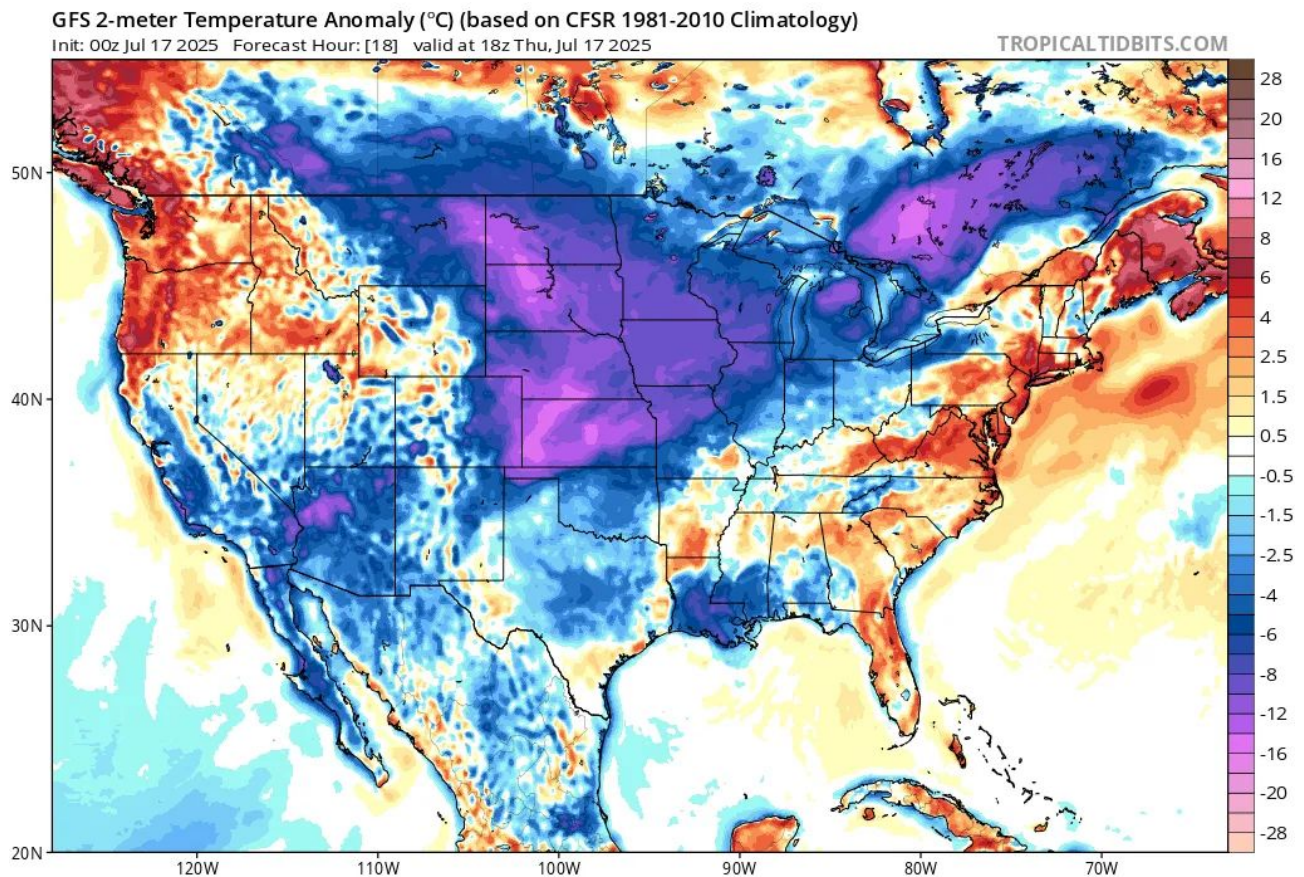 GFS 2-meter Temperature Anomaly (°C) (based on CFSR 1981-2010 Climatology)
Init: 00z Jul 17 2025 Forecast Hour: [18] valid at 18z Thu, Jul 17 2025 TROPICALTIDBITS.COM
28
20
16
12
8
6
4
2.5
1.5
0.5
-0.5
-1.5
-2.5
-4
-6
-8
-12
-16
-20
-28
50N
40N
30N
20N
120W 110W 100W 90W 80W 70W